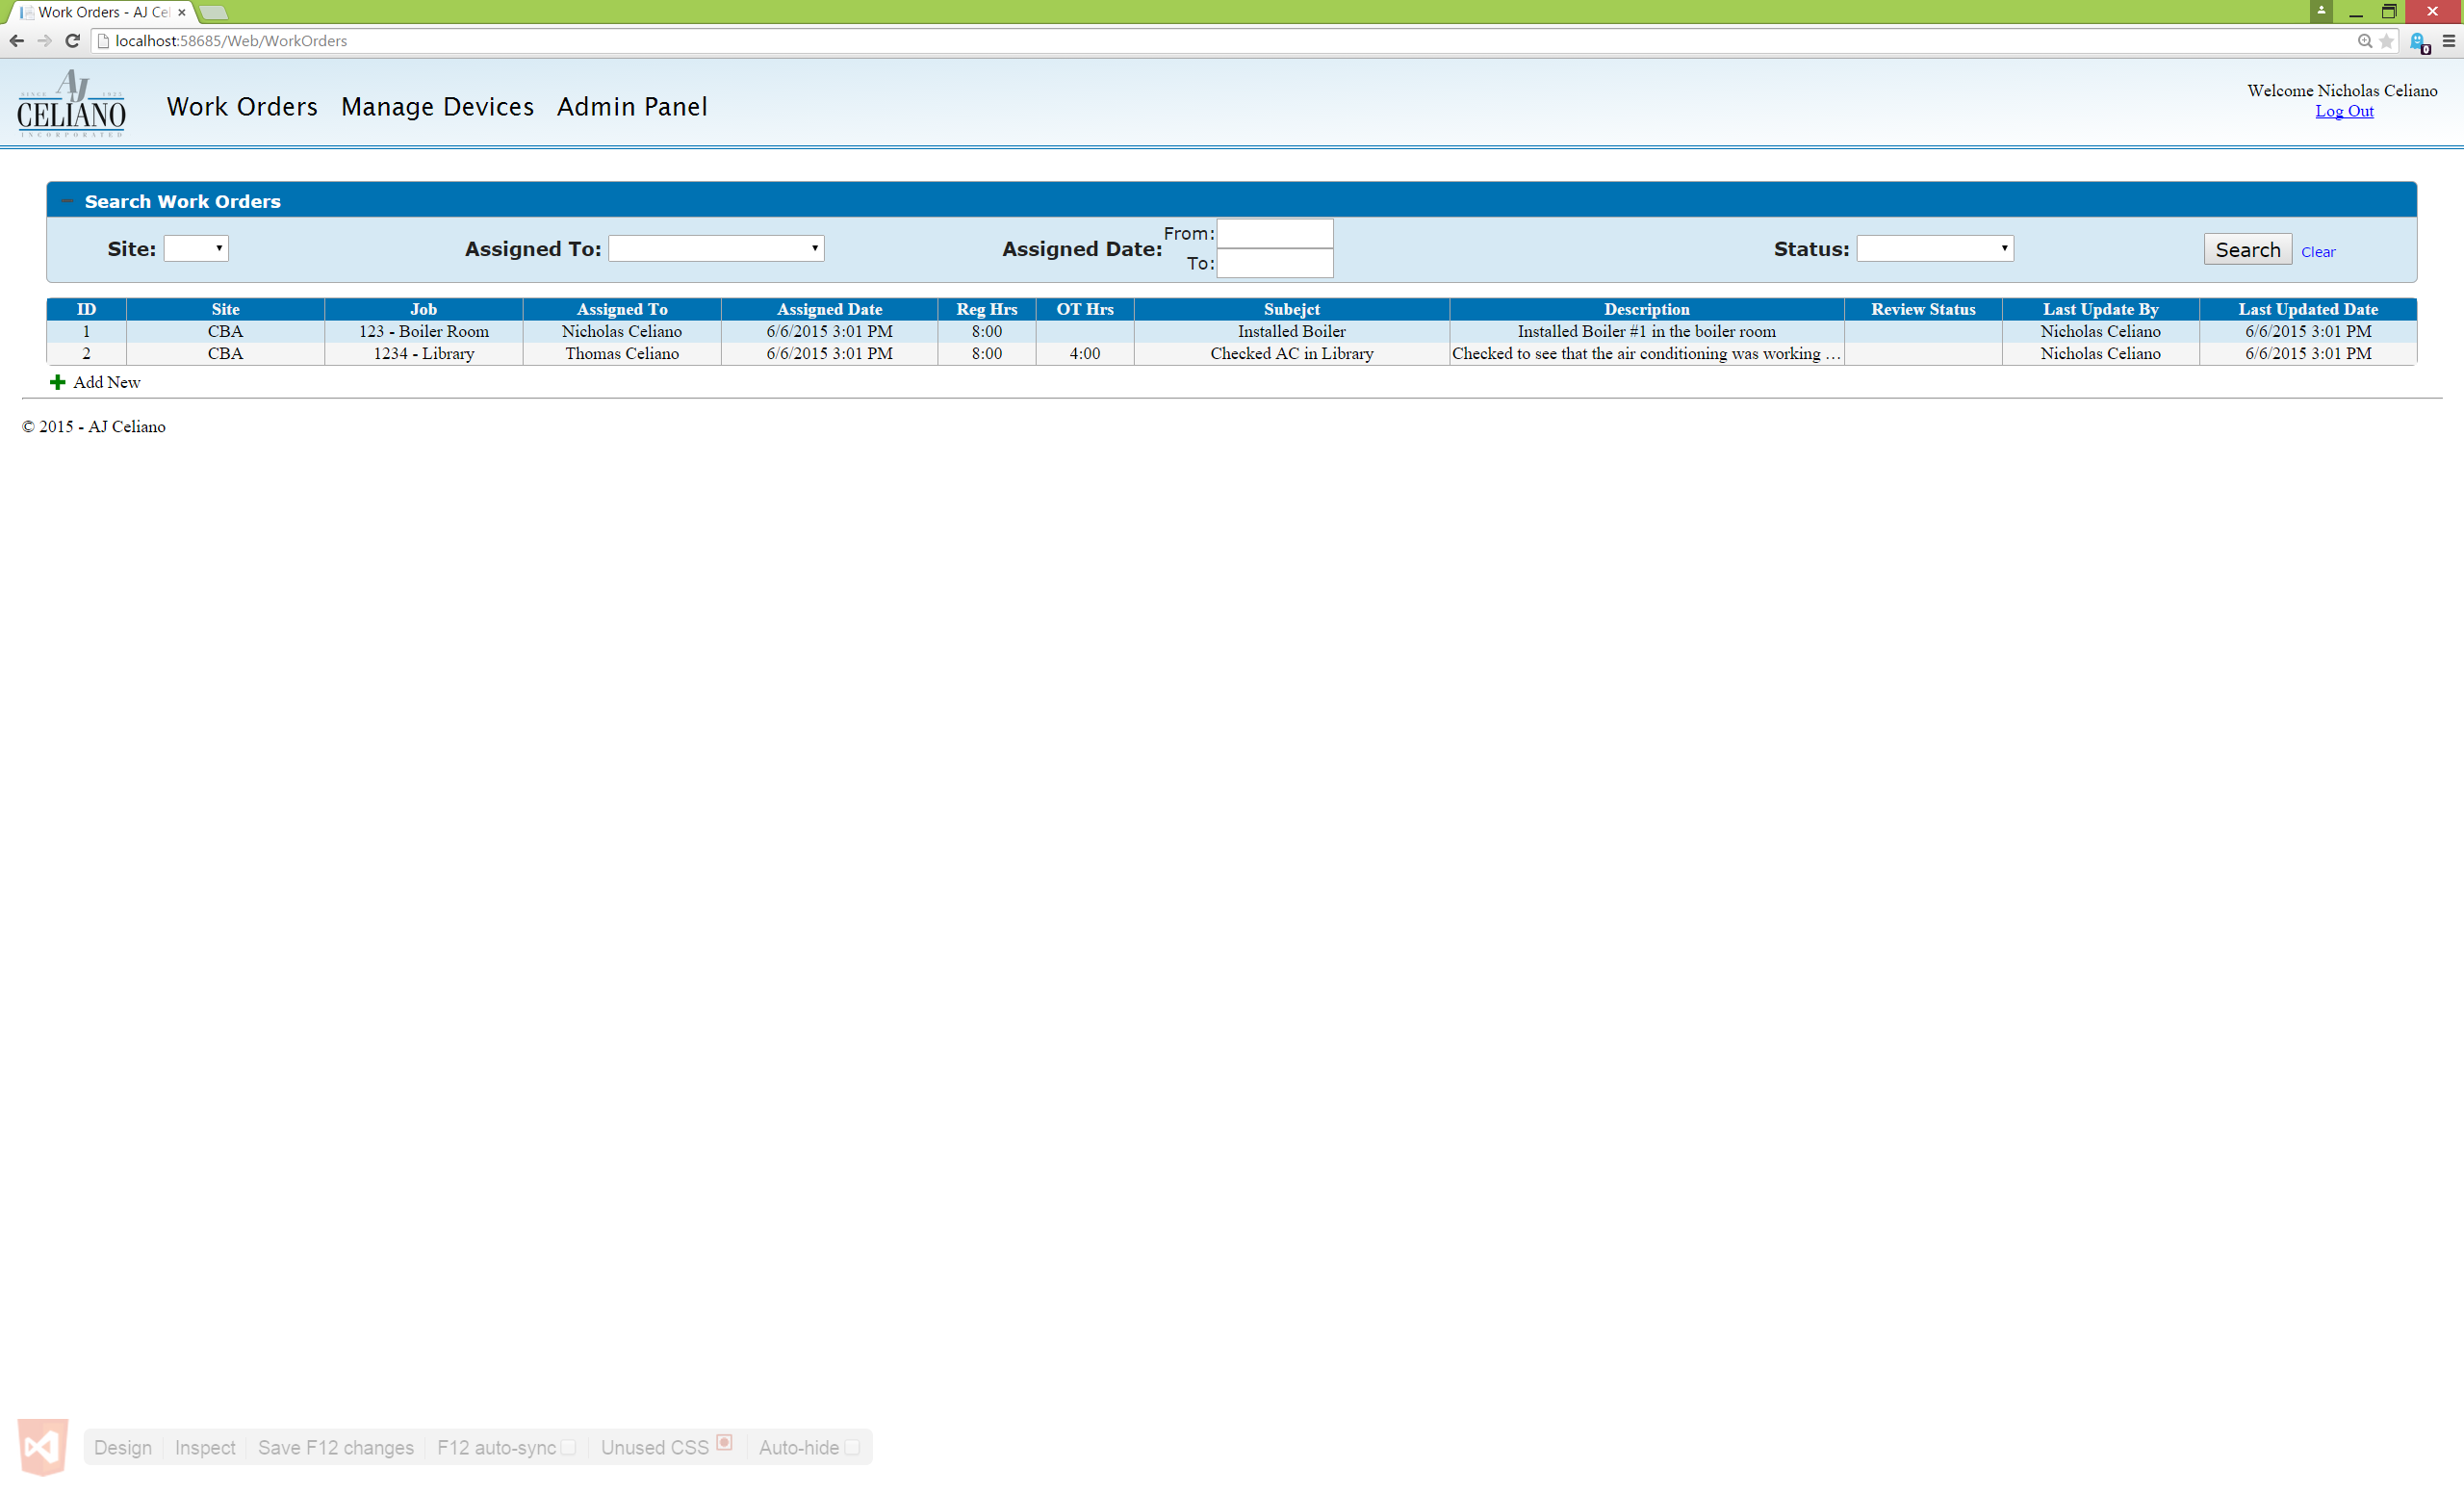 Work Orders - AJ Cel
localhost:58685/Web/WorkOrders
AJ
SINCE 1925
CELIANO
INCORPORATED
Work Orders Manage Devices Admin Panel
Welcome Nicholas Celiano
Log Out
Search Work Orders
Site: Assigned To: Assigned Date: From: To: Status: Search Clear
ID Site Job Assigned To Assigned Date Reg Hrs OT Hrs Subejct Description Review Status Last Update By Last Updated Date
1 CBA 123 - Boiler Room Nicholas Celiano 6/6/2015 3:01 PM 8:00 Installed Boiler Installed Boiler #1 in the boiler room Nicholas Celiano 6/6/2015 3:01 PM
2 CBA 1234 - Library Thomas Celiano 6/6/2015 3:01 PM 8:00 4:00 Checked AC in Library Checked to see that the air conditioning was working … Nicholas Celiano 6/6/2015 3:01 PM
Add New
© 2015 - AJ Celiano
Design Inspect Save F12 changes F12 auto-sync Unused CSS Auto-hide